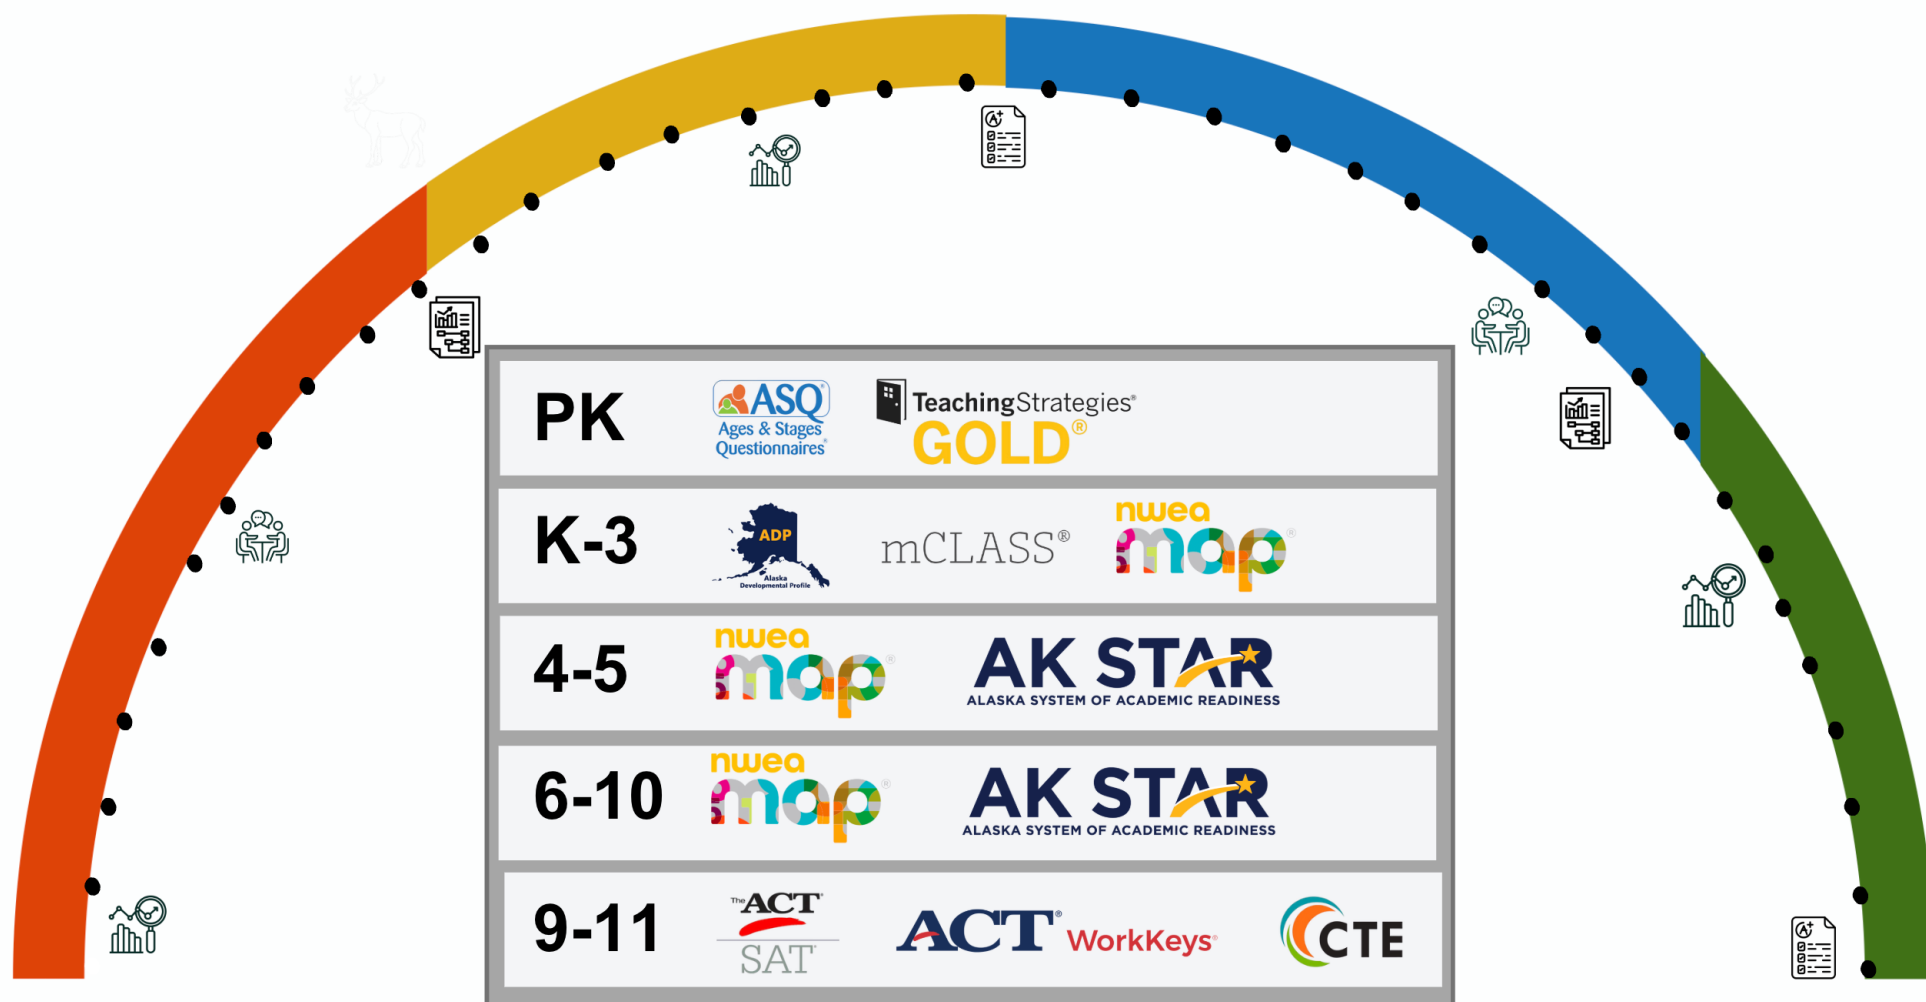 A+
PK
ASQ®
Ages & Stages
Questionnaires®
TeachingStrategies®
GOLD®
K-3
ADP
Alaska
Developmental Profile
mCLASS®
nwea
map®
4-5
nwea
map®
AK STAR
ALASKA SYSTEM OF ACADEMIC READINESS
6-10
nwea
map®
AK STAR
ALASKA SYSTEM OF ACADEMIC READINESS
9-11
The ACT®
SAT®
ACT® WorkKeys®
CTE
A+